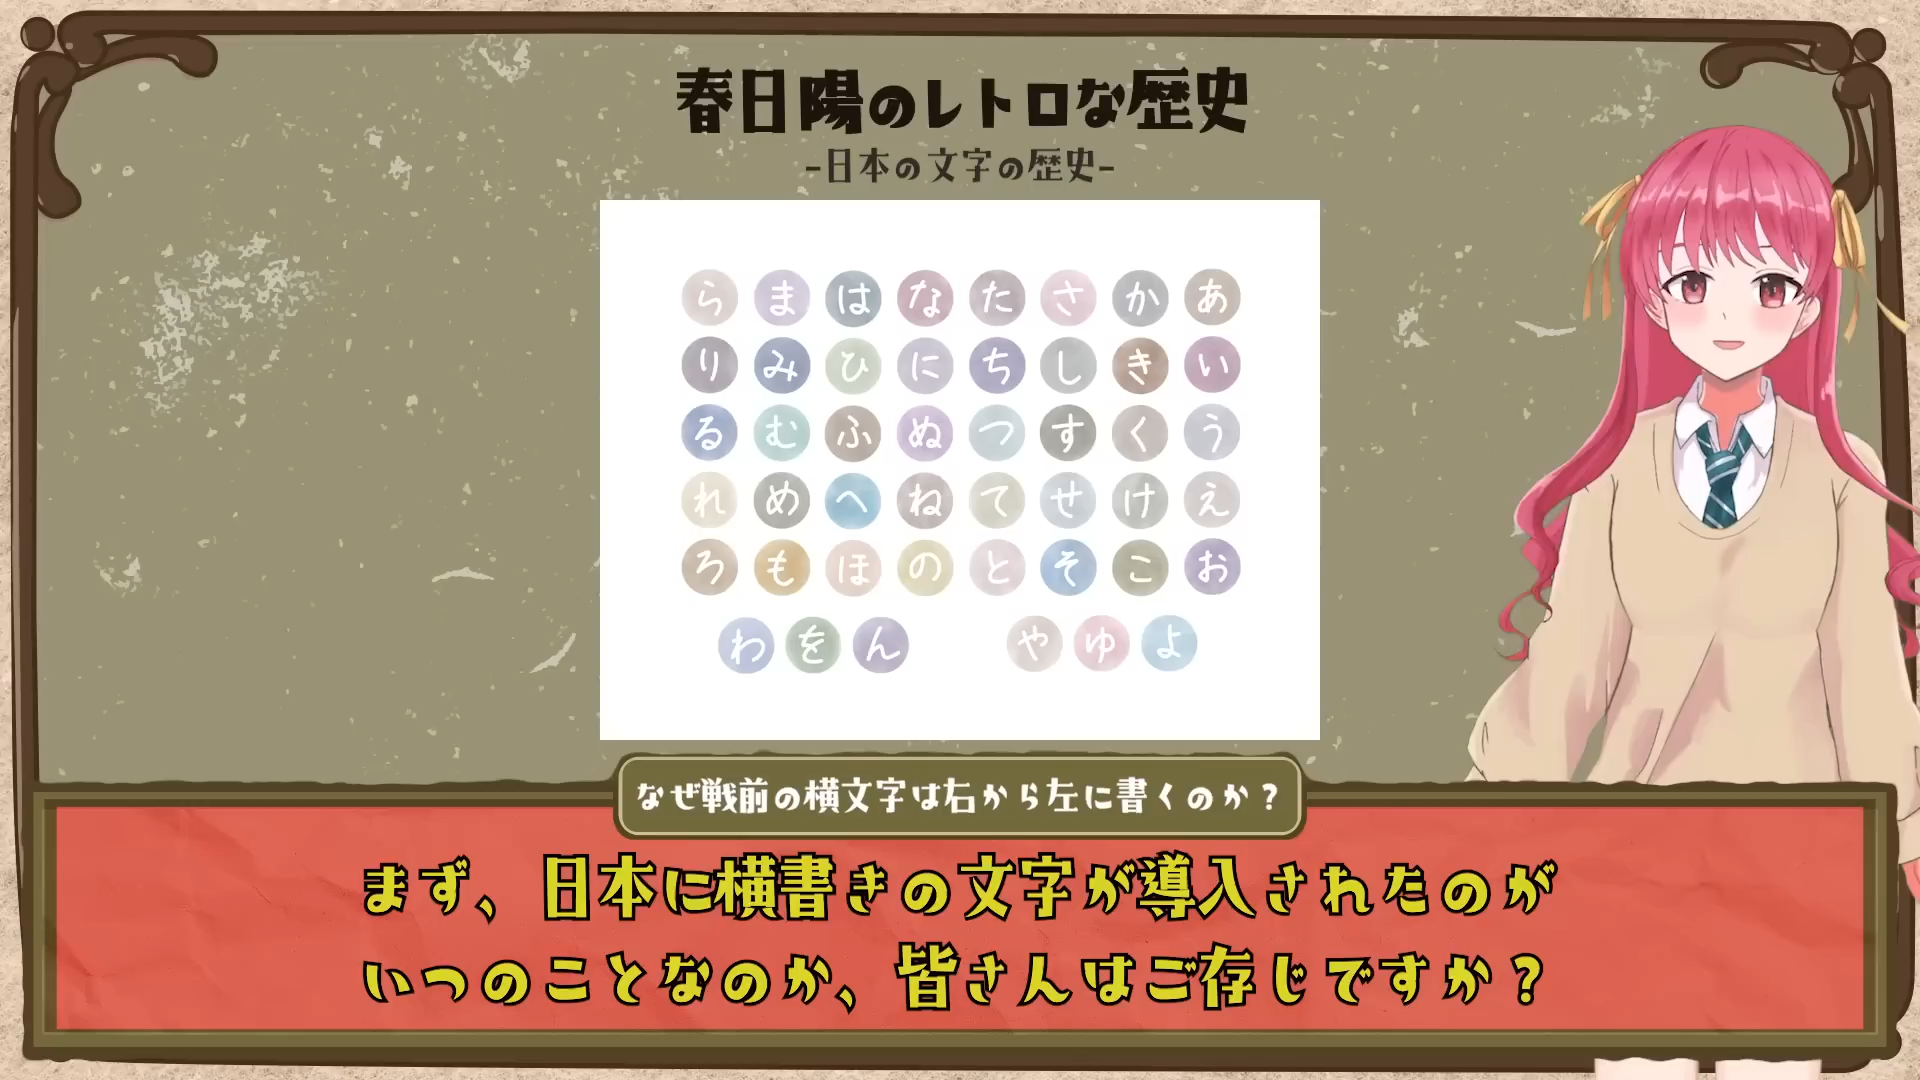 春日陽のレトロな歴史
-日本の文字の歴史-
ら ま は な た さ か あ
り み ひ に ち し き い
る む ふ ぬ つ す く う
れ め へ ね て せ け え
ろ も ほ の と そ こ お
わ を ん や ゆ よ
なぜ戦前の横文字は右から左に書くのか？
まず、日本に横書きの文字が導入されたのが
いつのことなのか、皆さんはご存じですか？